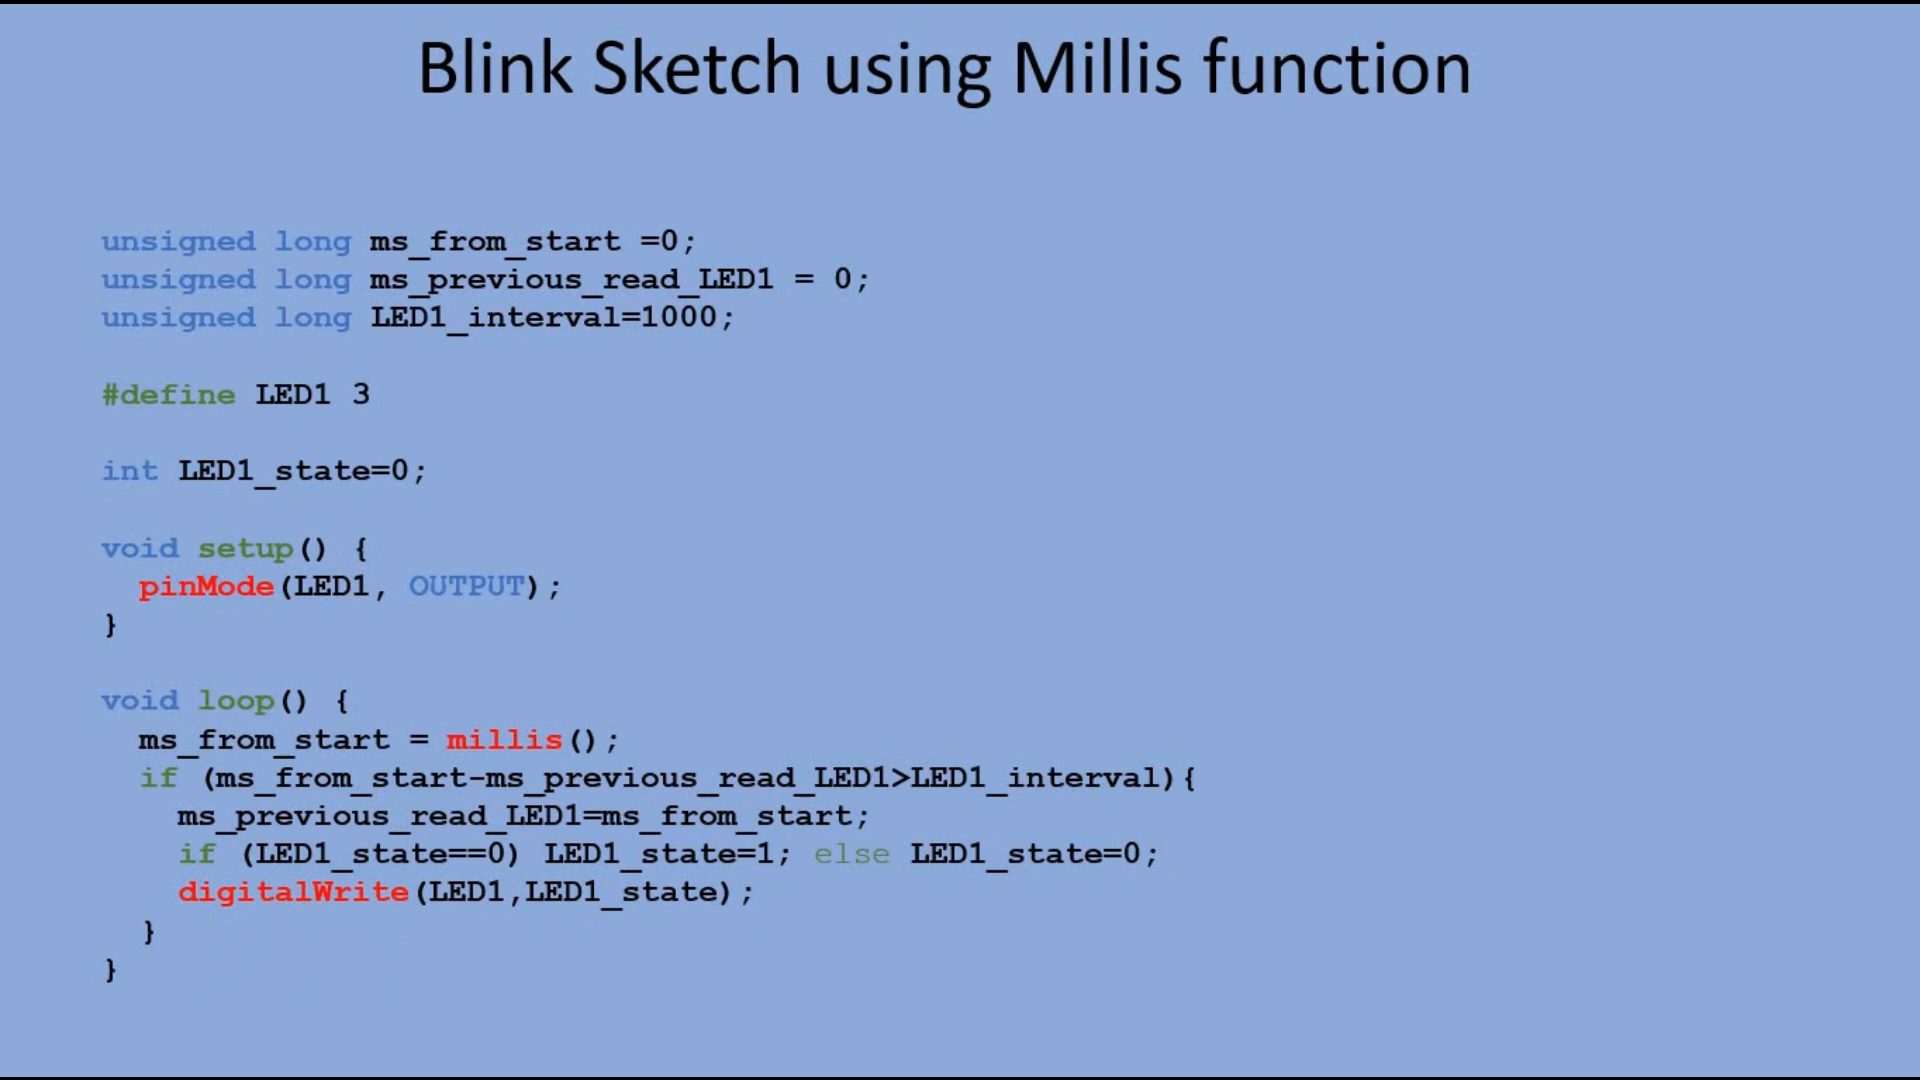 Blink Sketch using Millis function
unsigned long ms_from_start =0;
unsigned long ms_previous_read_LED1 = 0;
unsigned long LED1_interval=1000;
#define LED1 3
int LED1_state=0;
void setup() {
pinMode(LED1, OUTPUT);
}
void loop() {
ms_from_start = millis();
if (ms_from_start-ms_previous_read_LED1>LED1_interval){
ms_previous_read_LED1=ms_from_start;
if (LED1_state==0) LED1_state=1; else LED1_state=0;
digitalWrite(LED1,LED1_state);
}
}